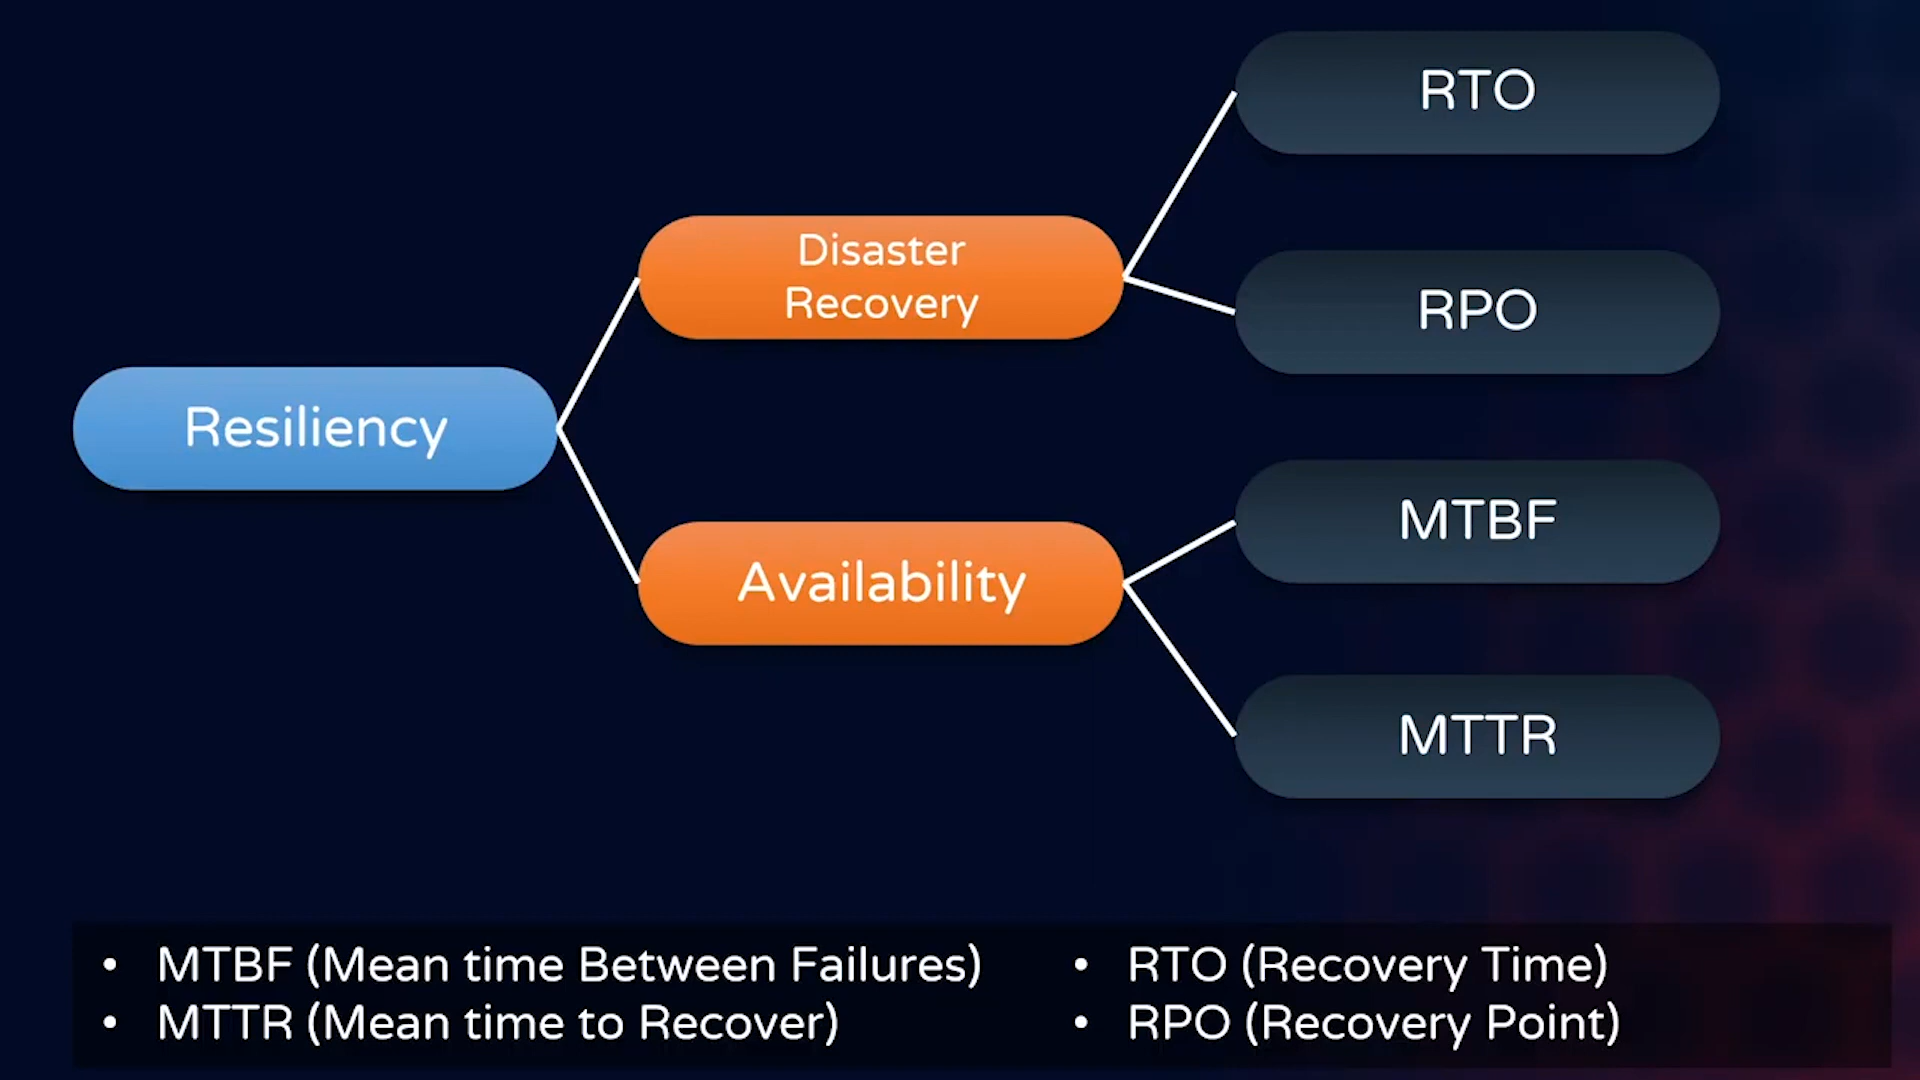 RTO
Disaster
Recovery
RPO
Resiliency
MTBF
Availability
MTTR
• MTBF (Mean time Between Failures)
• MTTR (Mean time to Recover)
• RTO (Recovery Time)
• RPO (Recovery Point)